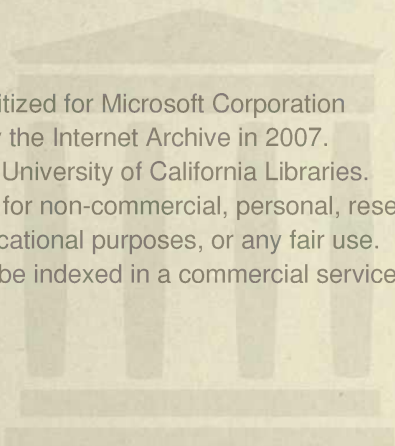 itized for Microsoft Corporation
the Internet Archive in 2007.
University of California Libraries.
for non-commercial, personal, rese
cational purposes, or any fair use.
be indexed in a commercial service